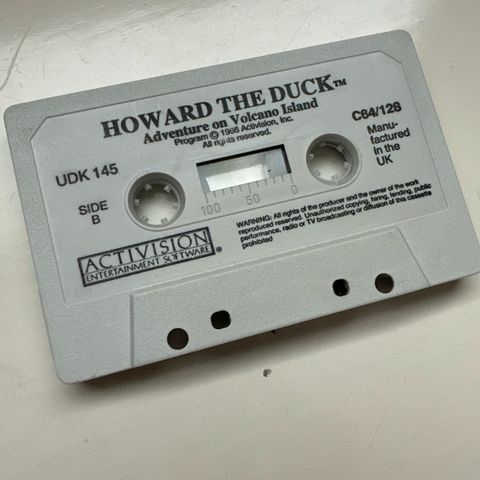 HOWARD THE DUCK™
Adventure on Volcano Island
Program © 1986 Activision, Inc.
All rights reserved.
C64/128
Manu-
factured
in the
UK
UDK 145
SIDE
B
100 50 0
WARNING: All rights of the producer and the owner of the work
reproduced reserved. Unauthorized copying, hiring, lending, public
performance, radio or TV broadcasting or diffusion of this cassette
prohibited
ACTIVISION®
ENTERTAINMENT SOFTWARE